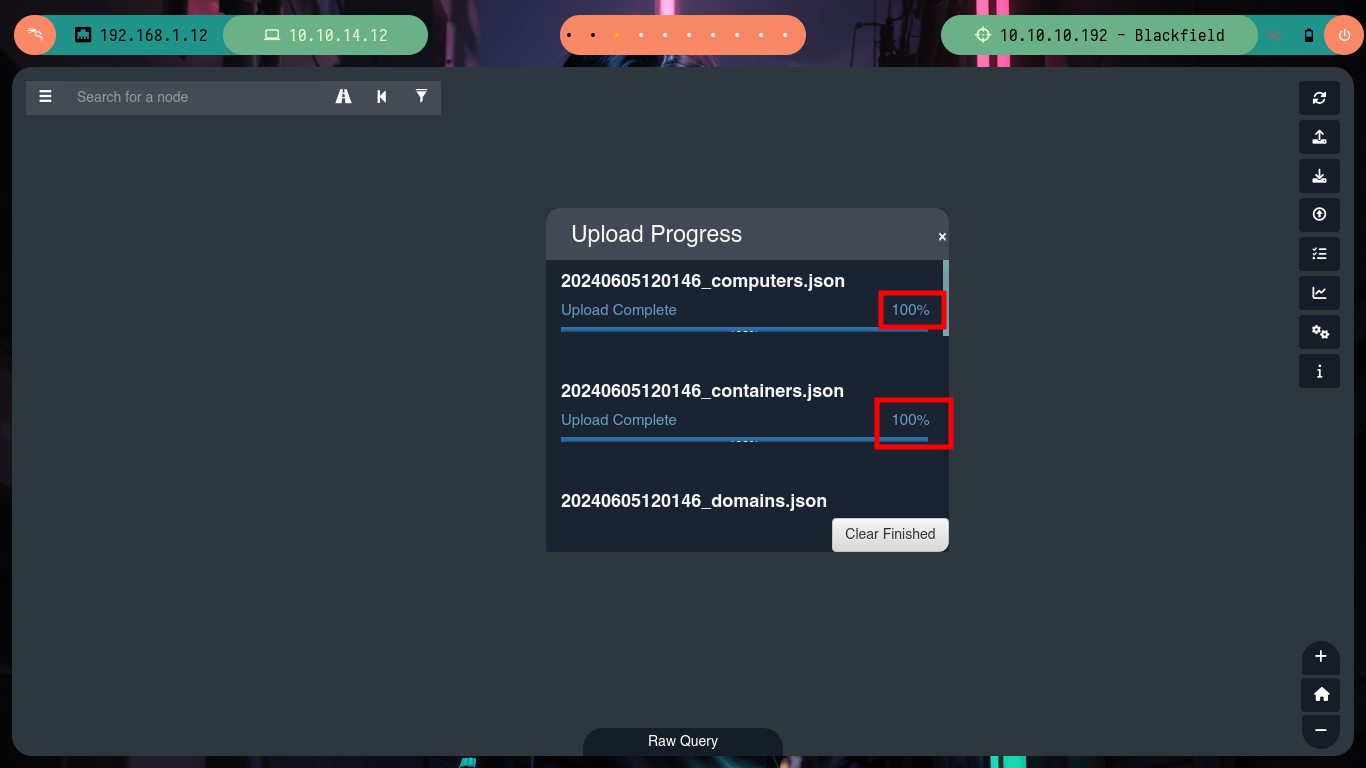 192.168.1.12
10.10.14.12
10.10.10.192 - Blackfield
Search for a node
Upload Progress
×
20240605120146_computers.json
Upload Complete
100%
20240605120146_containers.json
Upload Complete
100%
20240605120146_domains.json
Clear Finished
Raw Query